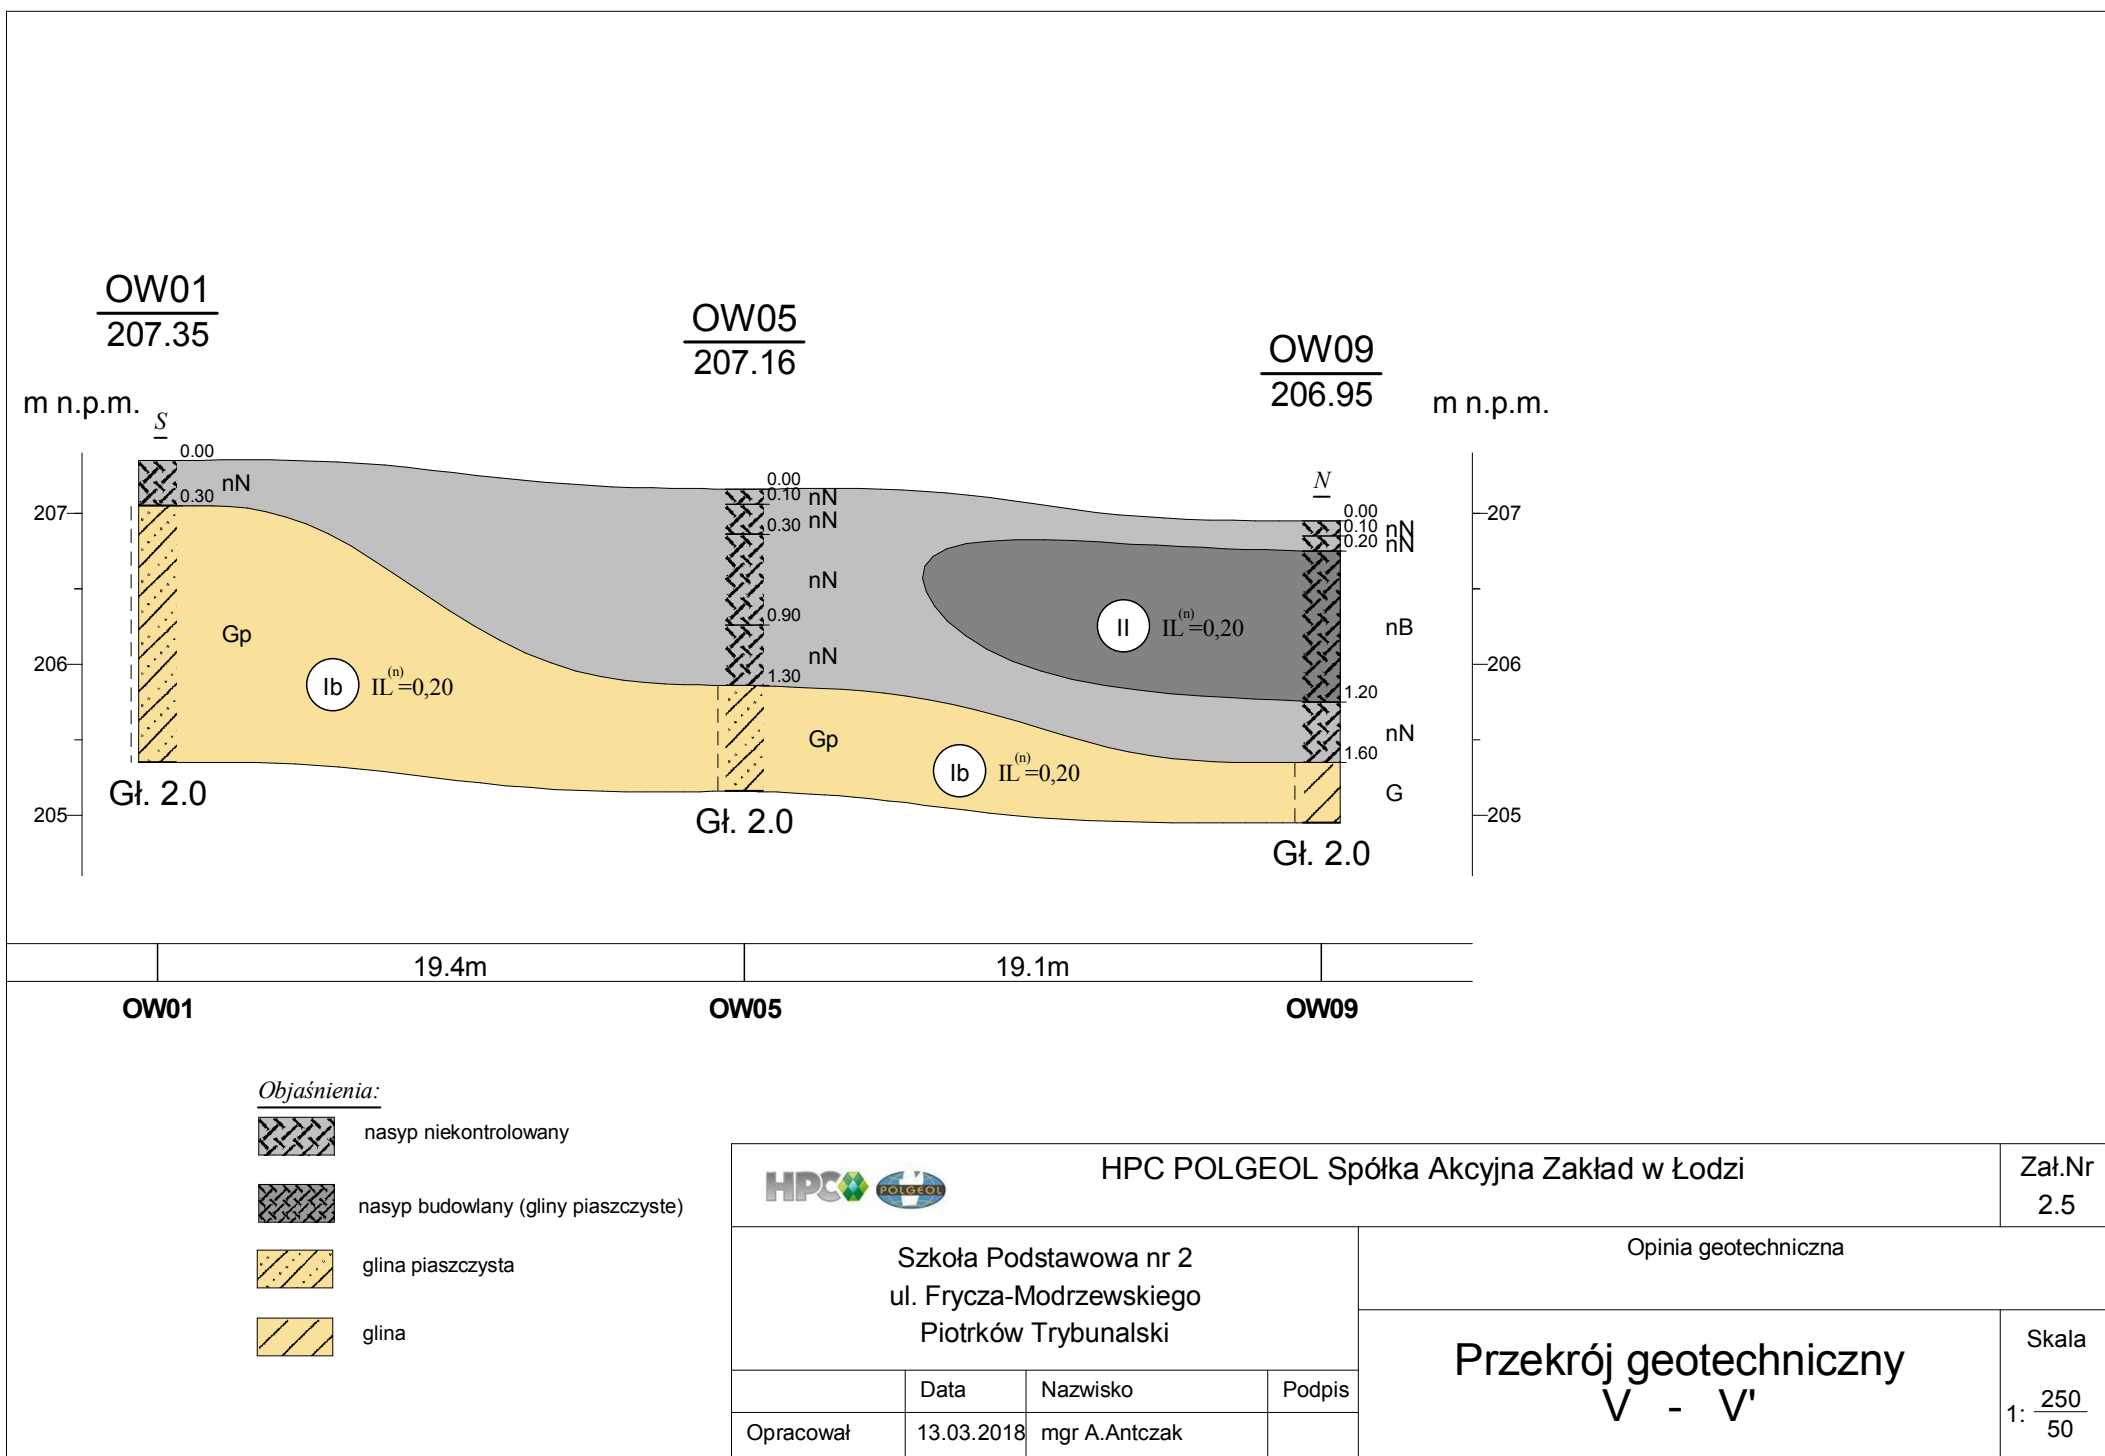 OW01
207.35
OW05
207.16
OW09
206.95
m n.p.m.
m n.p.m.
S
N
0.00
0.30
nN
Gp
Ib
IL(n)=0,20
Gł. 2.0
0.00
0.10
nN
0.30
nN
nN
0.90
nN
1.30
Gp
Ib
IL(n)=0,20
Gł. 2.0
0.00
0.10
nN
0.20
nN
II
IL(n)=0,20
nB
1.20
nN
1.60
G
Gł. 2.0
207
206
205
207
206
205
19.4m
19.1m
OW01
OW05
OW09
Objaśnienia:
nasyp niekontrolowany
nasyp budowlany (gliny piaszczyste)
glina piaszczysta
glina
HPC
POLGEOL
HPC POLGEOL Spółka Akcyjna Zakład w Łodzi
Zał.Nr
2.5
Szkoła Podstawowa nr 2
ul. Frycza-Modrzewskiego
Piotrków Trybunalski
Opinia geotechniczna
Przekrój geotechniczny
V - V'
Skala
1: 250
50
Data
Nazwisko
Podpis
Opracował
13.03.2018
mgr A.Antczak